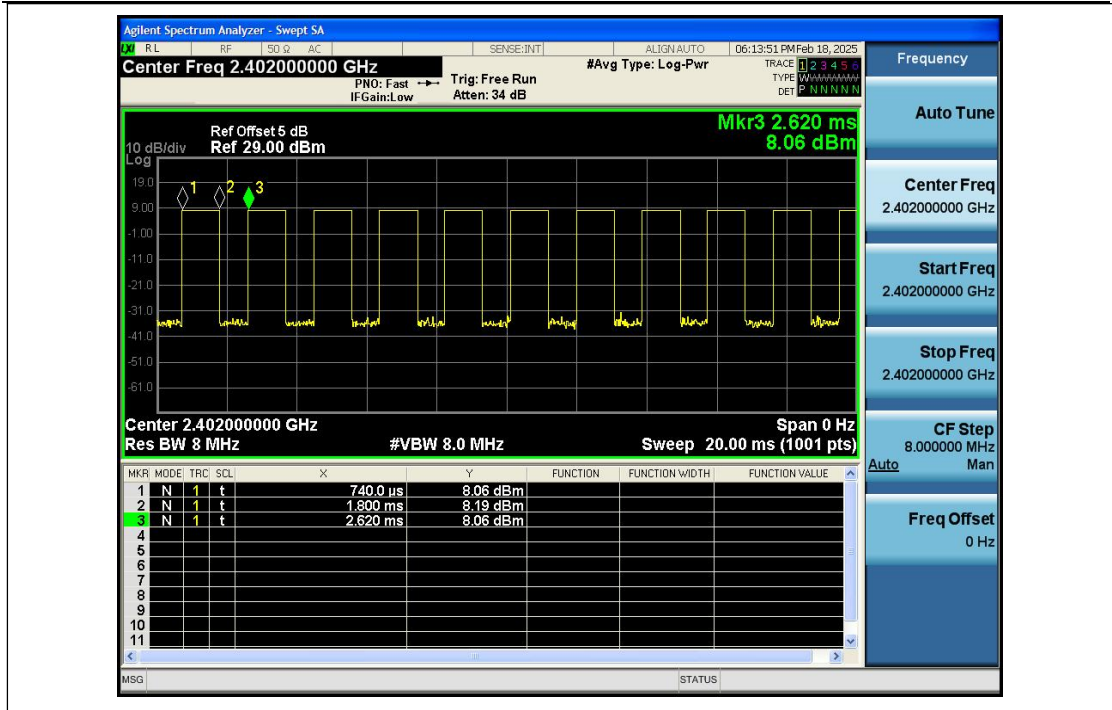 Agilent Spectrum Analyzer - Swept SA
LXI RL RF 50 Ω AC SENSE:INT ALIGN AUTO 06:13:51 PM Feb 18, 2025
Center Freq 2.402000000 GHz
PNO: Fast
IFGain:Low
Trig: Free Run
Atten: 34 dB
#Avg Type: Log-Pwr
TRACE 1 2 3 4 5 6
TYPE
DET P N N N N N
Mkr3 2.620 ms
8.06 dBm
Ref Offset 5 dB
10 dB/div Ref 29.00 dBm
Log
19.0
9.00
-1.00
-11.0
-21.0
-31.0
-41.0
-51.0
-61.0
1 2 3
Center 2.402000000 GHz Span 0 Hz
Res BW 8 MHz #VBW 8.0 MHz Sweep 20.00 ms (1001 pts)
MKR MODE TRC SCL X Y FUNCTION FUNCTION WIDTH FUNCTION VALUE
1 N 1 t 740.0 µs 8.06 dBm
2 N 1 t 1.800 ms 8.19 dBm
3 N 1 t 2.620 ms 8.06 dBm
4
5
6
7
8
9
10
11
MSG STATUS
Frequency
Auto Tune
Center Freq
2.402000000 GHz
Start Freq
2.402000000 GHz
Stop Freq
2.402000000 GHz
CF Step
8.000000 MHz
Auto Man
Freq Offset
0 Hz